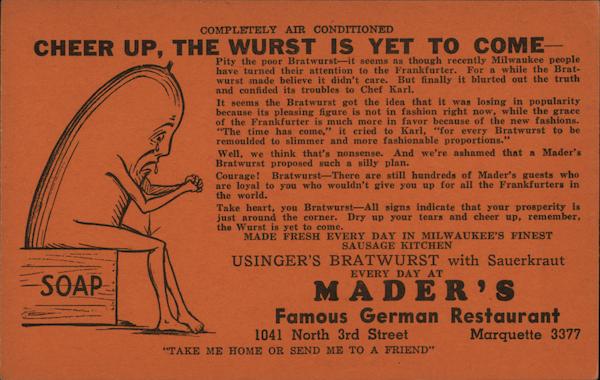 COMPLETELY AIR CONDITIONED
CHEER UP, THE WURST IS YET TO COME—
Pity the poor Bratwurst—it seems as though recently Milwaukee people
have turned their attention to the Frankfurter. For a while the Brat-
wurst made believe it didn't care. But finally it blurted out the truth
and confided its troubles to Chef Karl.
It seems the Bratwurst got the idea that it was losing in popularity
because its pleasing figure is not in fashion right now, while the grace
of the Frankfurter is much more in favor because of the new fashions.
"The time has come," it cried to Karl, "for every Bratwurst to be
remoulded to slimmer and more fashionable proportions."
Well, we think that's nonsense. And we're ashamed that a Mader's
Bratwurst proposed such a silly plan.
Courage! Bratwurst—There are still hundreds of Mader's guests who
are loyal to you who wouldn't give you up for all the Frankfurters in
the world.
Take heart, you Bratwurst—All signs indicate that your prosperity is
just around the corner. Dry up your tears and cheer up, remember,
the Wurst is yet to come.
MADE FRESH EVERY DAY IN MILWAUKEE'S FINEST
SAUSAGE KITCHEN
USINGER'S BRATWURST with Sauerkraut
EVERY DAY AT
MADER'S
Famous German Restaurant
1041 North 3rd Street Marquette 3377
"TAKE ME HOME OR SEND ME TO A FRIEND"
SOAP